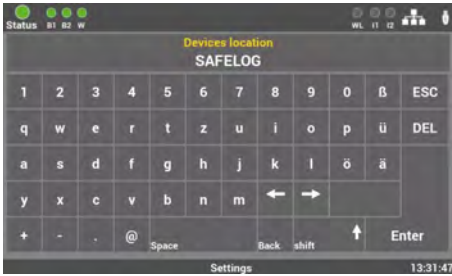 Status B1 B2 W WL I1 I2
Devices location
SAFELOG
1 2 3 4 5 6 7 8 9 0 ß ESC
q w e r t z u i o p ü DEL
a s d f g h j k l ö ä
y x c v b n m ← →
+ - . @ Space Back shift ↑ Enter
Settings 13:31:47